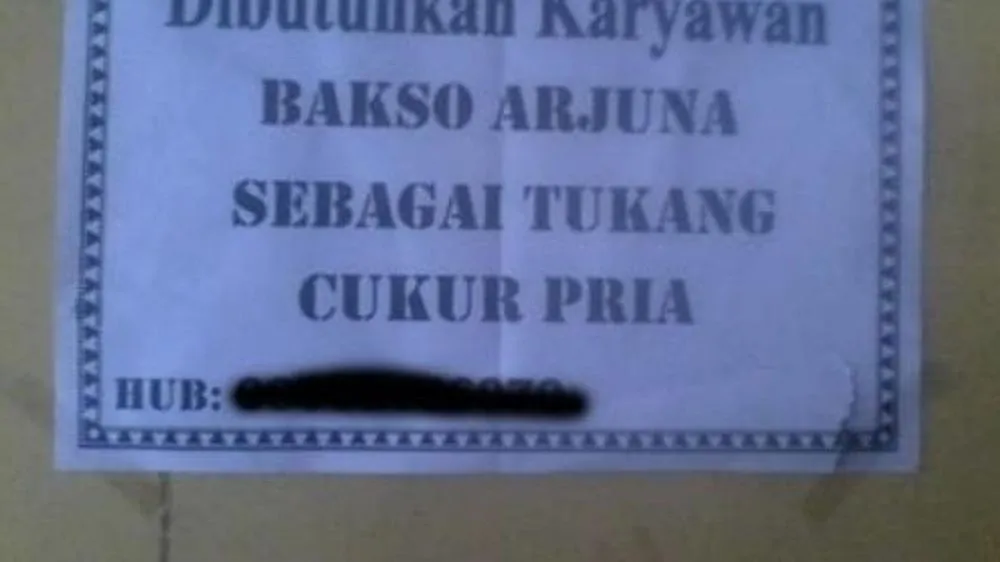 Dibutuhkan Karyawan
BAKSO ARJUNA
SEBAGAI TUKANG
CUKUR PRIA
HUB: